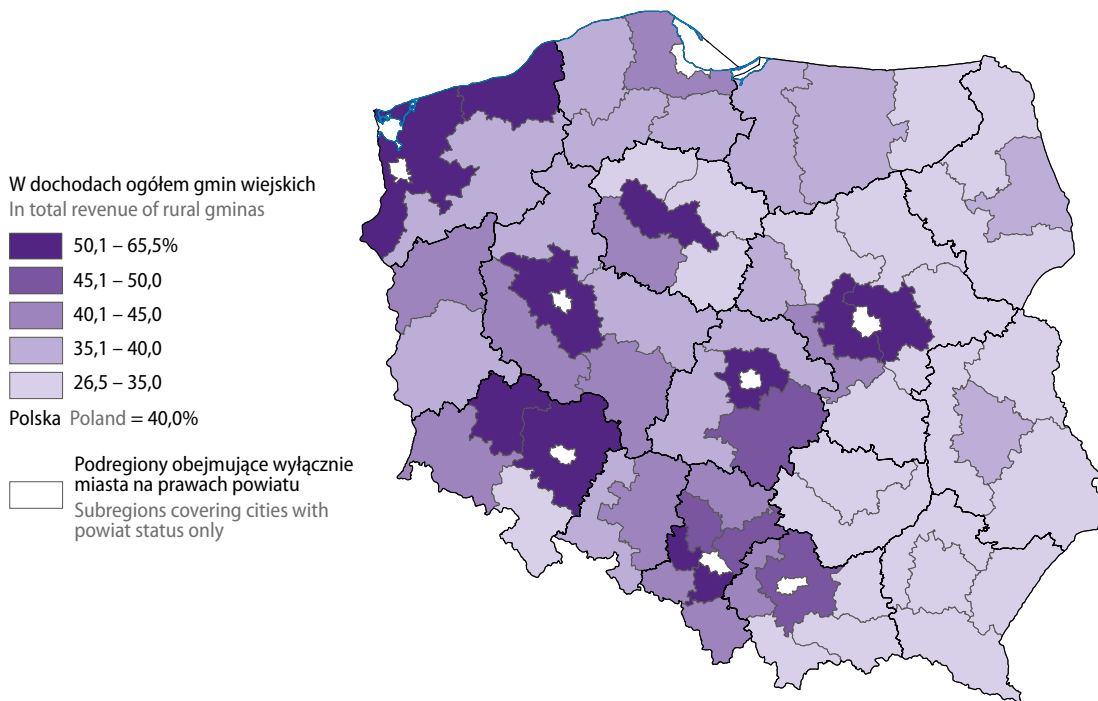 W dochodach ogółem gmin wiejskich
In total revenue of rural gminas
50,1 – 65,5%
45,1 – 50,0
40,1 – 45,0
35,1 – 40,0
26,5 – 35,0
Polska Poland = 40,0%
Podregiony obejmujące wyłącznie
miasta na prawach powiatu
Subregions covering cities with
powiat status only